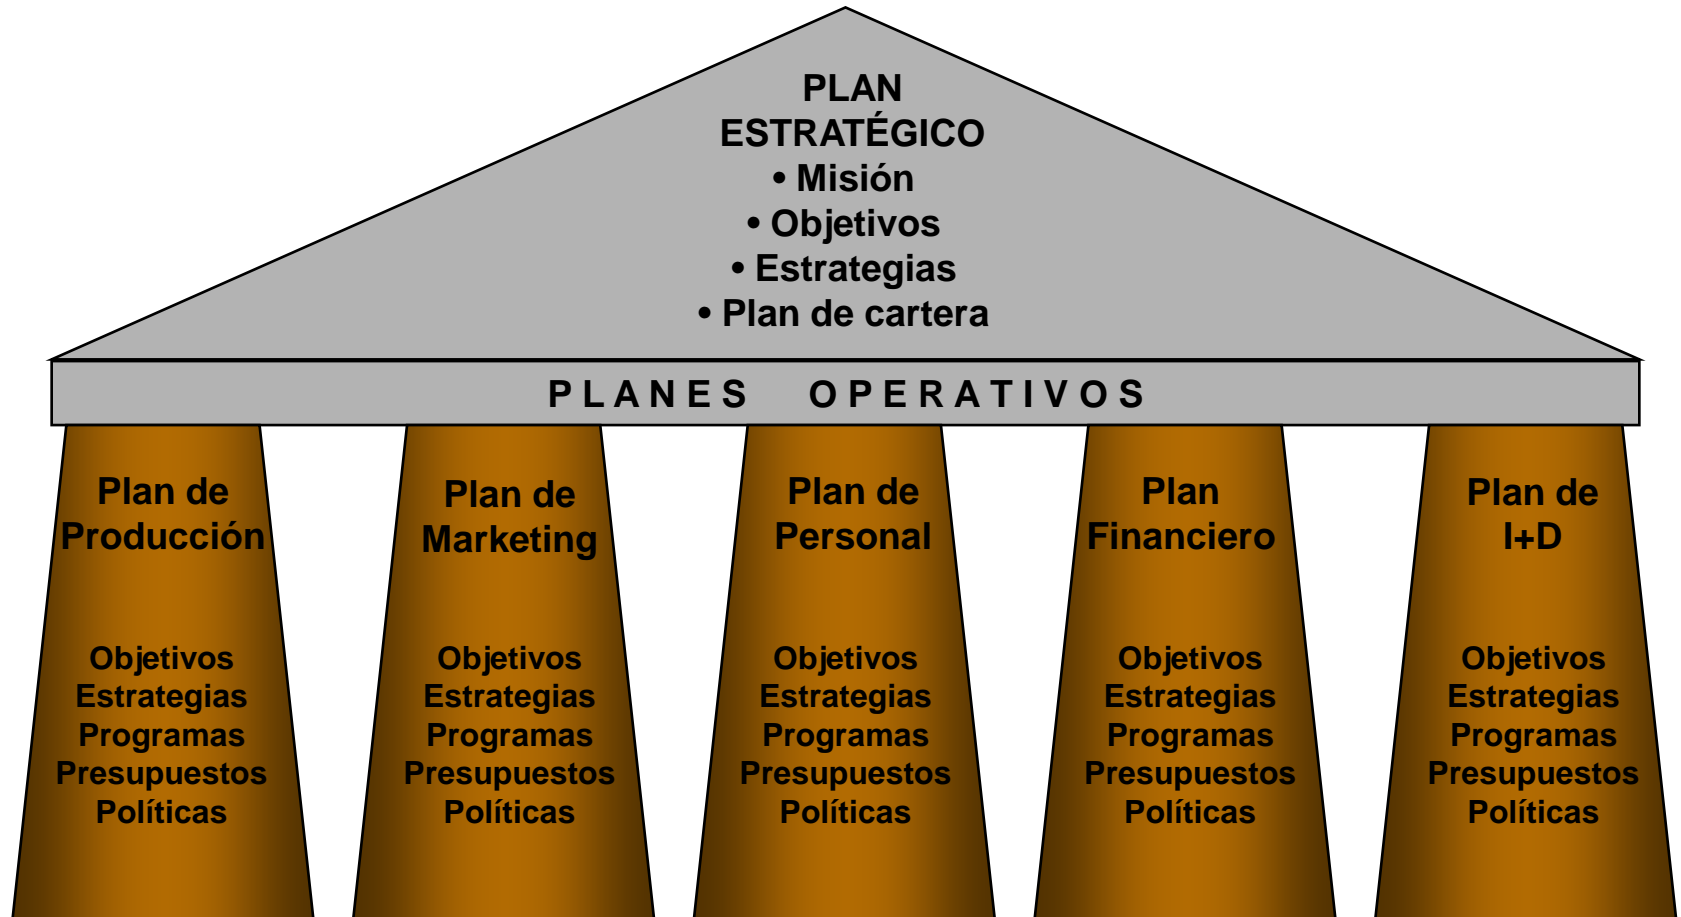 PLAN
ESTRATÉGICO
• Misión
• Objetivos
• Estrategias
• Plan de cartera
PLANES OPERATIVOS
Plan de
Producción
Objetivos
Estrategias
Programas
Presupuestos
Políticas
Plan de
Marketing
Objetivos
Estrategias
Programas
Presupuestos
Políticas
Plan de
Personal
Objetivos
Estrategias
Programas
Presupuestos
Políticas
Plan
Financiero
Objetivos
Estrategias
Programas
Presupuestos
Políticas
Plan de
I+D
Objetivos
Estrategias
Programas
Presupuestos
Políticas